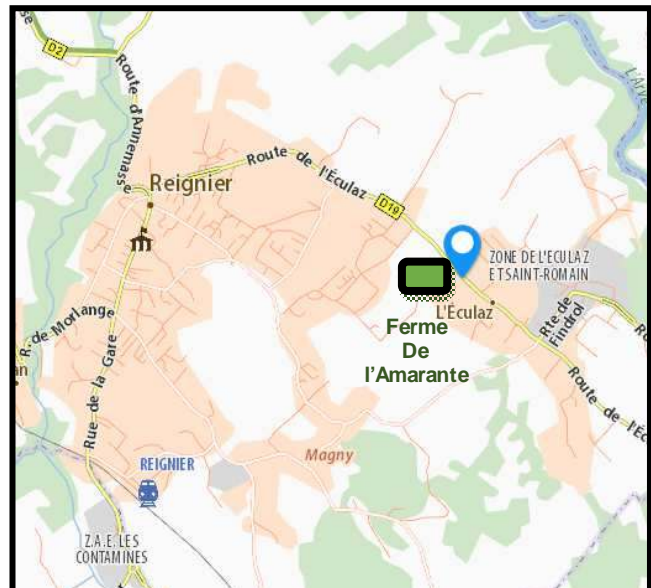 D2
Route d'Annemasse
Reignier
Route de l'Éculaz
D19
L'Arve
ZONE DE L'ECULAZ
ET SAINT-ROMAIN
L'Éculaz
Rte-de
Findrol
Ferme
De
l'Amarante
R. de-Morlange
Rue de la Gare
Route de l'Éc
Magny
REIGNIER
Z.A.E. LES
CONTAMINES